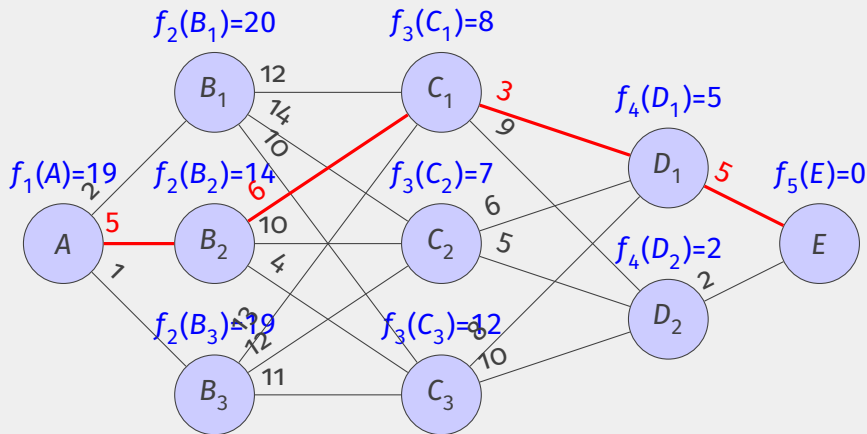 f₂(B₁)=20
f₃(C₁)=8
B₁
12
14
10
C₁
3
9
f₄(D₁)=5
f₁(A)=19
2
f₂(B₂)=14
6
f₃(C₂)=7
D₁
5
f₅(E)=0
A
5
1
B₂
10
4
C₂
6
5
E
f₄(D₂)=2
2
f₂(B₃)=19
13
12
f₃(C₃)=12
8
10
D₂
B₃
11
C₃